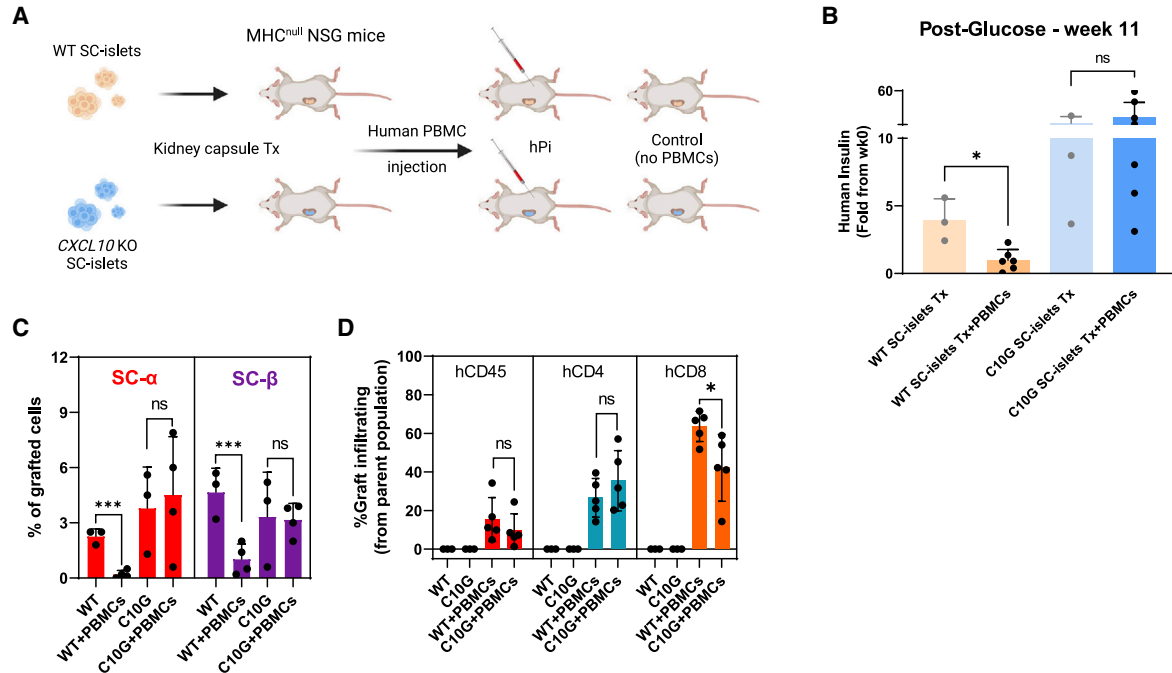 A
WT SC-islets
MHCnull NSG mice
Kidney capsule Tx
Human PBMC
injection
hPi
Control
(no PBMCs)
CXCL10 KO
SC-islets
B
Post-Glucose - week 11
ns
*
Human Insulin
(Fold from wk0)
60
10
5
0
WT SC-islets Tx
WT SC-islets Tx+PBMCs
C10G SC-islets Tx
C10G SC-islets Tx+PBMCs
C
% of grafted cells
12
9
6
3
0
SC-α
SC-β
***
ns
***
ns
WT
WT+PBMCs
C10G
C10G+PBMCs
WT
WT+PBMCs
C10G
C10G+PBMCs
D
%Graft infiltrating
(from parent population)
100
80
60
40
20
0
hCD45
hCD4
hCD8
ns
ns
*
WT
C10G
WT+PBMCs
C10G+PBMCs
WT
C10G
WT+PBMCs
C10G+PBMCs
WT
C10G
WT+PBMCs
C10G+PBMCs